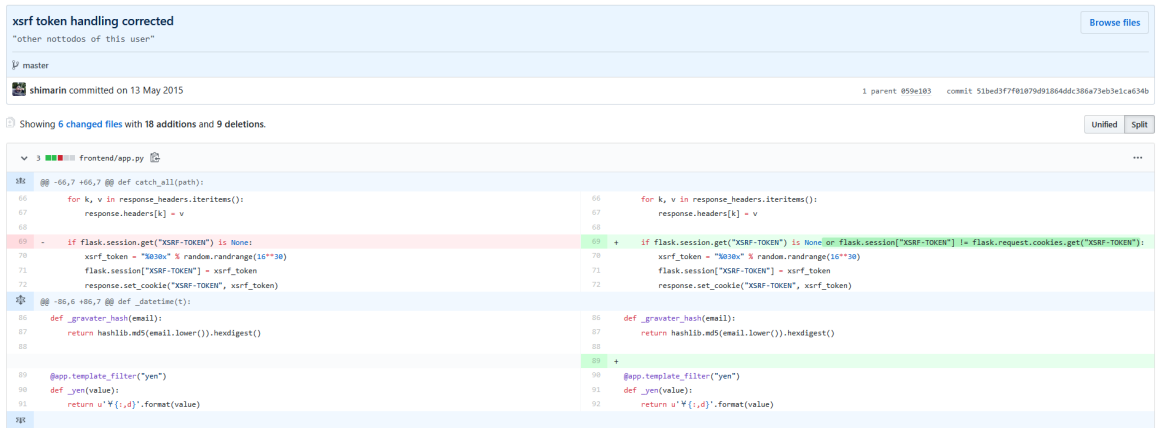 xsrf token handling corrected
Browse files
"other nottodos of this user"
master
shimarin committed on 13 May 2015
1 parent 059e103 commit 51bed3f7f01079d91864ddc386a73eb3e1ca634b
Showing 6 changed files with 18 additions and 9 deletions.
Unified Split
3 frontend/app.py
@@ -66,7 +66,7 @@ def catch_all(path):
66 for k, v in response_headers.iteritems():
67 response.headers[k] = v
68
69 - if flask.session.get("XSRF-TOKEN") is None:
70 xsrf_token = "%030x" % random.randrange(16**30)
71 flask.session["XSRF-TOKEN"] = xsrf_token
72 response.set_cookie("XSRF-TOKEN", xsrf_token)
66 for k, v in response_headers.iteritems():
67 response.headers[k] = v
68
69 + if flask.session.get("XSRF-TOKEN") is None or flask.session["XSRF-TOKEN"] != flask.request.cookies.get("XSRF-TOKEN"):
70 xsrf_token = "%030x" % random.randrange(16**30)
71 flask.session["XSRF-TOKEN"] = xsrf_token
72 response.set_cookie("XSRF-TOKEN", xsrf_token)
@@ -86,6 +86,7 @@ def _datetime(t):
86 def _gravater_hash(email):
87 return hashlib.md5(email.lower()).hexdigest()
88
89 @app.template_filter("yen")
90 def _yen(value):
91 return u'￥{:,d}'.format(value)
86 def _gravater_hash(email):
87 return hashlib.md5(email.lower()).hexdigest()
88
89 +
90 @app.template_filter("yen")
91 def _yen(value):
92 return u'￥{:,d}'.format(value)